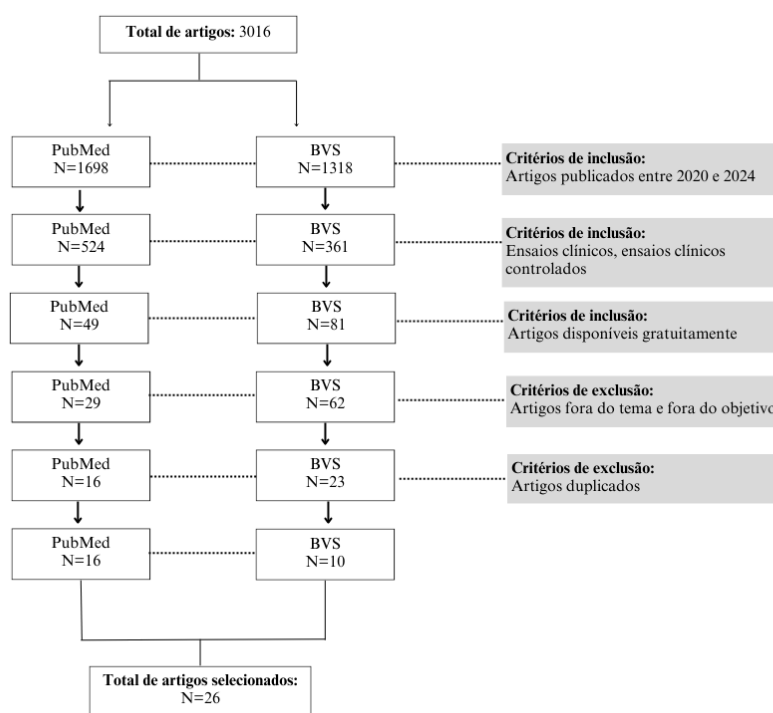 Total de artigos: 3016
PubMed
N=1698
BVS
N=1318
Critérios de inclusão:
Artigos publicados entre 2020 e 2024
PubMed
N=524
BVS
N=361
Critérios de inclusão:
Ensaios clínicos, ensaios clínicos
controlados
PubMed
N=49
BVS
N=81
Critérios de inclusão:
Artigos disponíveis gratuitamente
PubMed
N=29
BVS
N=62
Critérios de exclusão:
Artigos fora do tema e fora do objetivo
PubMed
N=16
BVS
N=23
Critérios de exclusão:
Artigos duplicados
PubMed
N=16
BVS
N=10
Total de artigos selecionados:
N=26